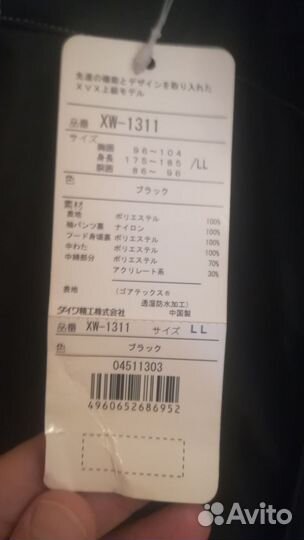 先進の機能とデザインを取り入れた
XVX上級モデル
品番 XW-1311
サイズ
胸囲 96~104
身長 175~185 /LL
胴囲 86~ 96
色 ブラック
素材
表地 ポリエステル 100%
袖パンツ裏 ナイロン 100%
フード身頃裏 ポリエステル 100%
中わた ポリエステル 100%
中綿部分 ポリエステル 70%
アクリレート系 30%
表地 (ゴアテックス®
透湿防水加工)
ダイワ精工株式会社 中国製
品番 XW-1311 サイズ LL
色 ブラック
04511303
4960652686952
Avito